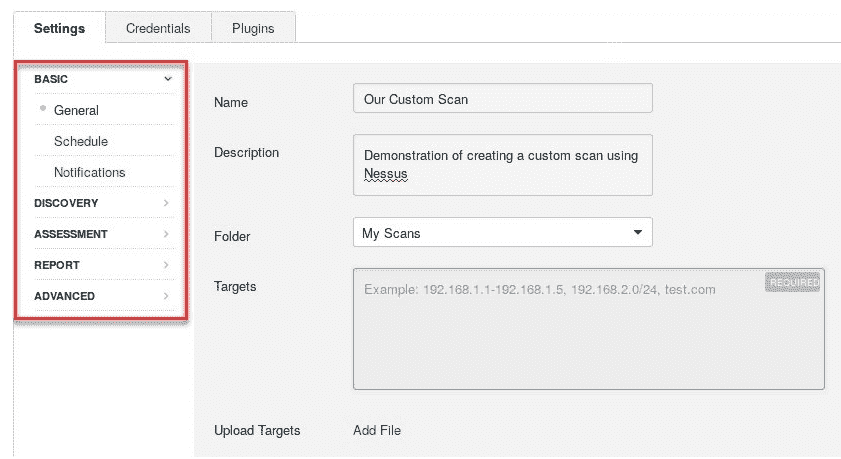 Settings
Credentials
Plugins
BASIC
General
Schedule
Notifications
DISCOVERY
ASSESSMENT
REPORT
ADVANCED
Name
Our Custom Scan
Description
Demonstration of creating a custom scan using
Nessus
Folder
My Scans
Targets
Example: 192.168.1.1-192.168.1.5, 192.168.2.0/24, test.com
REQUIRED
Upload Targets
Add File